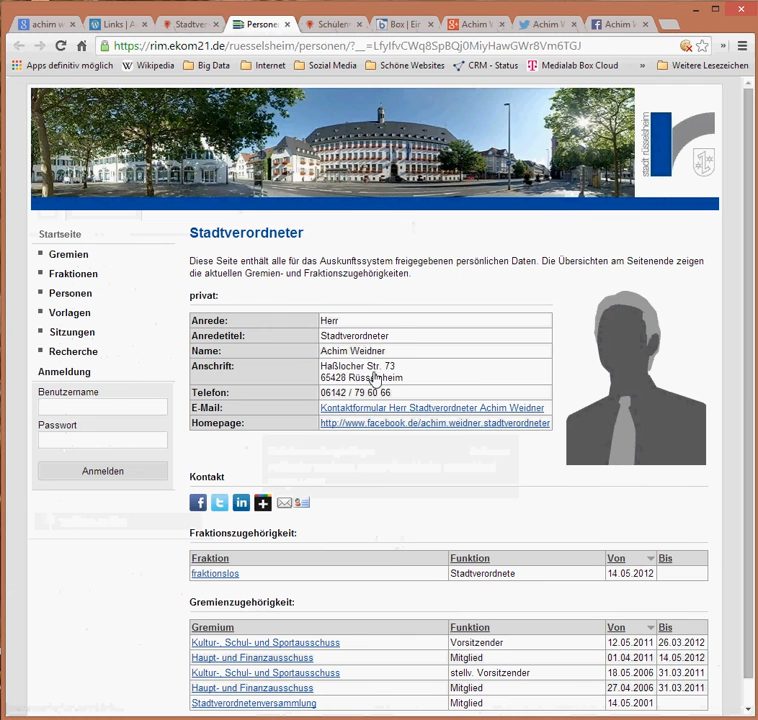 achim w
Links | A
Stadtver
Persone
Schülerr
Box | Eir
Achim W
Achim W
Achim W
https://rim.ekom21.de/ruesselsheim/personen/?__=LfyIfvCWq8SpBQj0MiyHawGWr8Vm6TGJ
Apps definitiv möglich Wikipedia Big Data Internet Sozial Media Schöne Websites CRM - Status Medialab Box Cloud » Weitere Lesezeichen
stadt rüsselsheim
Startseite
Gremien
Fraktionen
Personen
Vorlagen
Sitzungen
Recherche
Anmeldung
Benutzername
Passwort
Anmelden
Stadtverordneter
Diese Seite enthält alle für das Auskunftssystem freigegebenen persönlichen Daten. Die Übersichten am Seitenende zeigen
die aktuellen Gremien- und Fraktionszugehörigkeiten.
privat:
Anrede: Herr
Anredetitel: Stadtverordneter
Name: Achim Weidner
Anschrift: Haßlocher Str. 73
65428 Rüsselsheim
Telefon: 06142 / 79 60 66
E-Mail: Kontaktformular Herr Stadtverordneter Achim Weidner
Homepage: http://www.facebook.de/achim.weidner.stadtverordneter
Kontakt
Fraktionszugehörigkeit:
Fraktion Funktion Von Bis
fraktionslos Stadtverordnete 14.05.2012
Gremienzugehörigkeit:
Gremium Funktion Von Bis
Kultur-, Schul- und Sportausschuss Vorsitzender 12.05.2011 26.03.2012
Haupt- und Finanzausschuss Mitglied 01.04.2011 14.05.2012
Kultur-, Schul- und Sportausschuss stellv. Vorsitzender 18.05.2006 31.03.2011
Haupt- und Finanzausschuss Mitglied 27.04.2006 31.03.2011
Stadtverordnetenversammlung Mitglied 14.05.2001